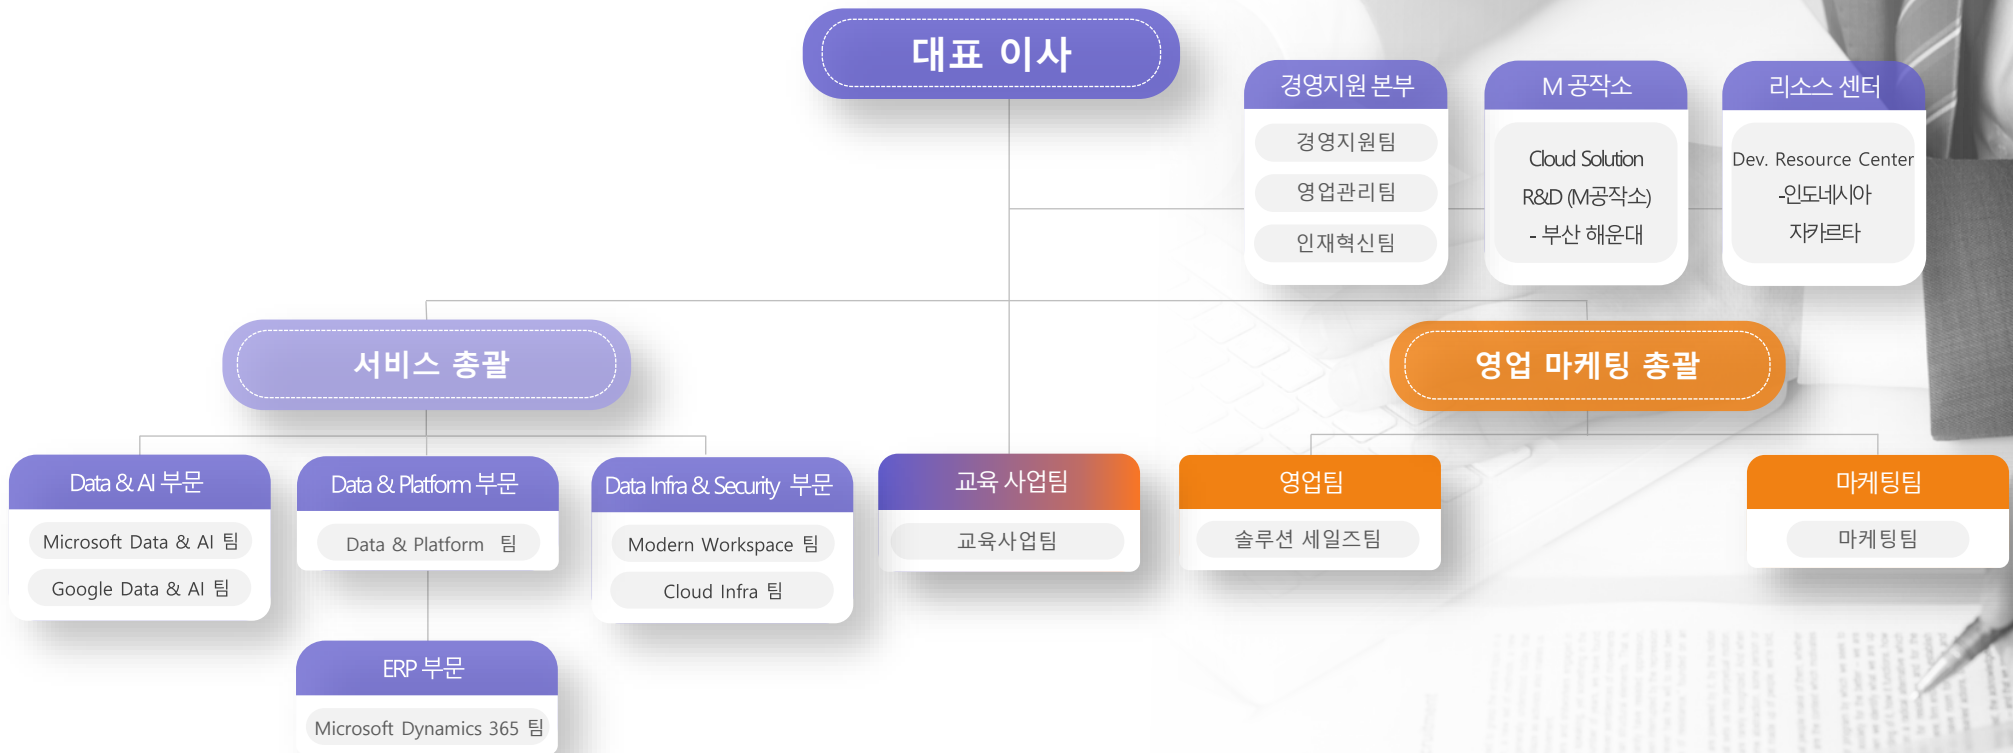 대표 이사
경영지원 본부
경영지원팀
영업관리팀
인재혁신팀
M 공작소
Cloud Solution
R&D (M공작소)
- 부산 해운대
리소스 센터
Dev. Resource Center
-인도네시아
자카르타
서비스 총괄
영업 마케팅 총괄
Data & AI 부문
Microsoft Data & AI 팀
Google Data & AI 팀
Data & Platform 부문
Data & Platform 팀
Data Infra & Security 부문
Modern Workspace 팀
Cloud Infra 팀
교육 사업팀
교육사업팀
영업팀
솔루션 세일즈팀
마케팅팀
마케팅팀
ERP 부문
Microsoft Dynamics 365 팀